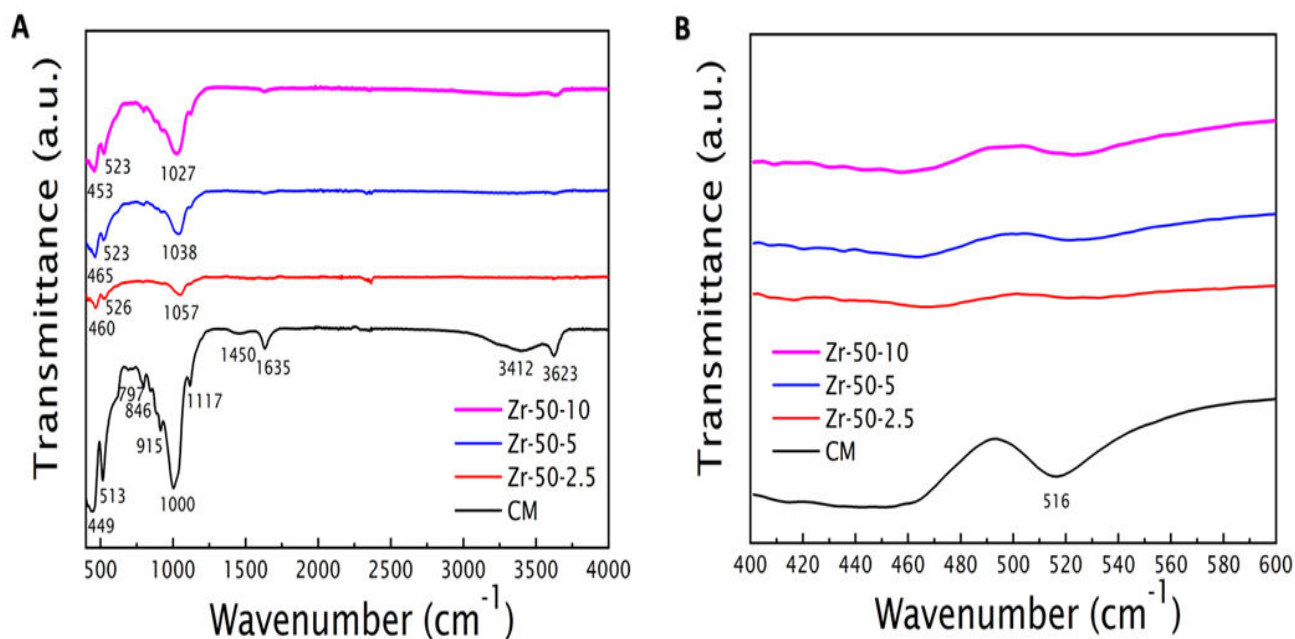 A
Transmittance (a.u.)
523
453
1027
523
465
1038
526
460
1057
1450
1635
3412
3623
797
846
915
1117
513
449
1000
Zr-50-10
Zr-50-5
Zr-50-2.5
CM
500 1000 1500 2000 2500 3000 3500 4000
Wavenumber (cm⁻¹)
B
Transmittance (a.u.)
Zr-50-10
Zr-50-5
Zr-50-2.5
CM
516
400 420 440 460 480 500 520 540 560 580 600
Wavenumber (cm⁻¹)